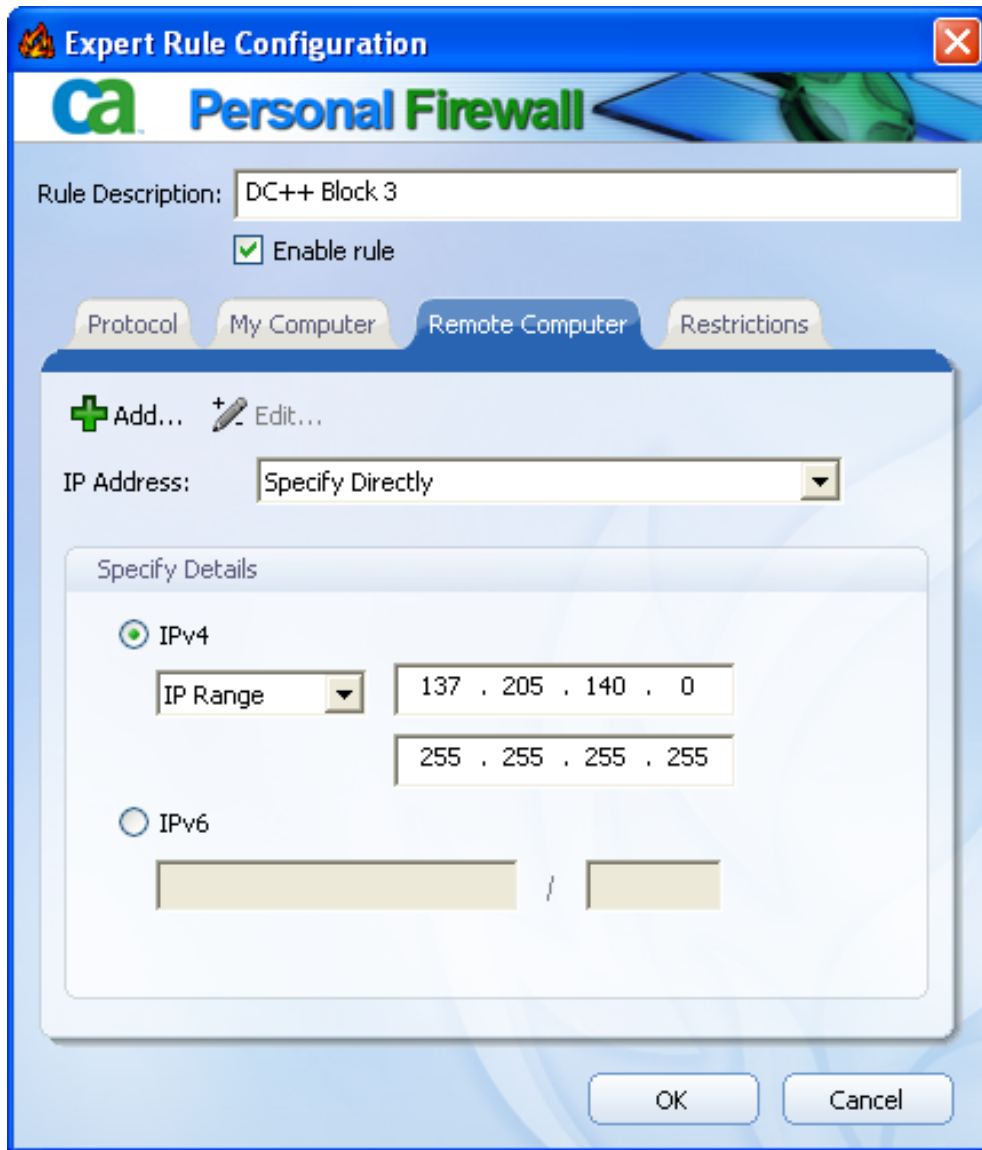 Expert Rule Configuration
ca Personal Firewall
Rule Description: DC++ Block 3
Enable rule
Protocol My Computer Remote Computer Restrictions
Add... Edit...
IP Address: Specify Directly
Specify Details
IPv4
IP Range 137 . 205 . 140 . 0
255 . 255 . 255 . 255
IPv6
/
OK Cancel